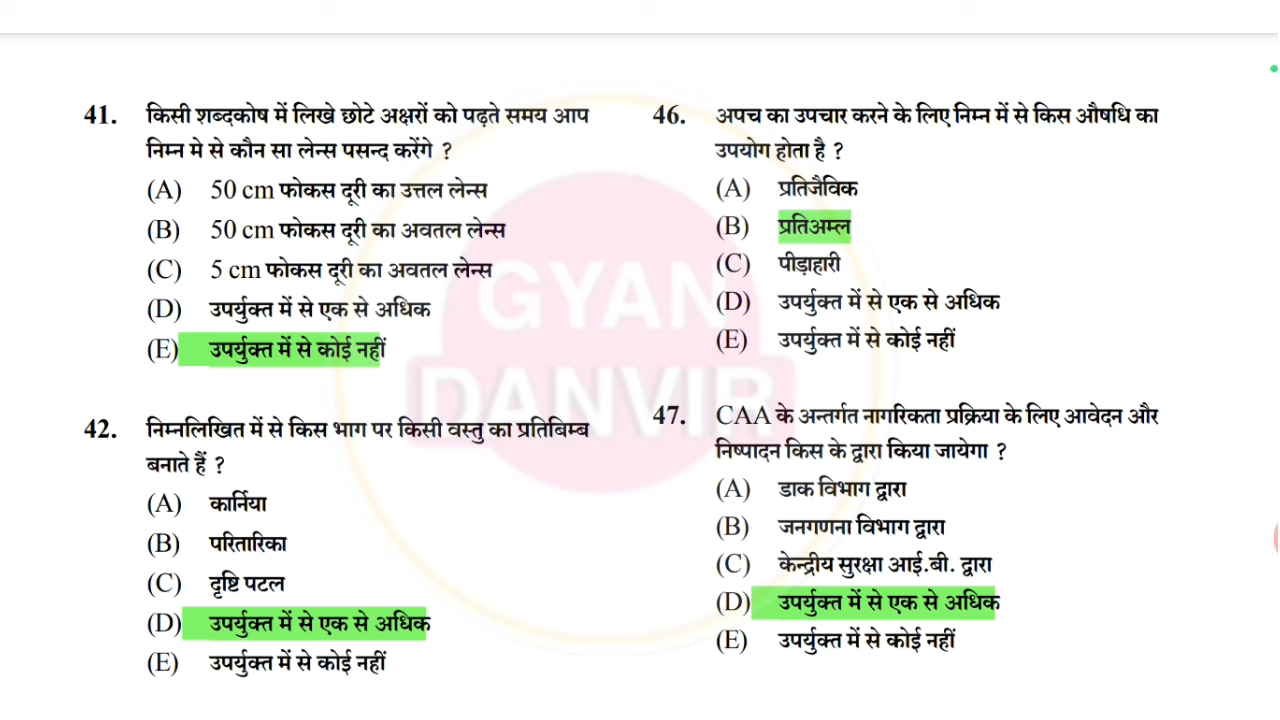 41. किसी शब्दकोष में लिखे छोटे अक्षरों को पढ़ते समय आप
निम्न मे से कौन सा लेन्स पसन्द करेंगे ?
(A) 50 cm फोकस दूरी का उत्तल लेन्स
(B) 50 cm फोकस दूरी का अवतल लेन्स
(C) 5 cm फोकस दूरी का अवतल लेन्स
(D) उपर्युक्त में से एक से अधिक
(E) उपर्युक्त में से कोई नहीं
42. निम्नलिखित में से किस भाग पर किसी वस्तु का प्रतिबिम्ब
बनाते हैं ?
(A) कार्निया
(B) परितारिका
(C) दृष्टि पटल
(D) उपर्युक्त में से एक से अधिक
(E) उपर्युक्त में से कोई नहीं
46. अपच का उपचार करने के लिए निम्न में से किस औषधि का
उपयोग होता है ?
(A) प्रतिजैविक
(B) प्रतिअम्ल
(C) पीड़ाहारी
(D) उपर्युक्त में से एक से अधिक
(E) उपर्युक्त में से कोई नहीं
47. CAA के अन्तर्गत नागरिकता प्रक्रिया के लिए आवेदन और
निष्पादन किस के द्वारा किया जायेगा ?
(A) डाक विभाग द्वारा
(B) जनगणना विभाग द्वारा
(C) केन्द्रीय सुरक्षा आई.बी. द्वारा
(D) उपर्युक्त में से एक से अधिक
(E) उपर्युक्त में से कोई नहीं
GYAN
DANVIR